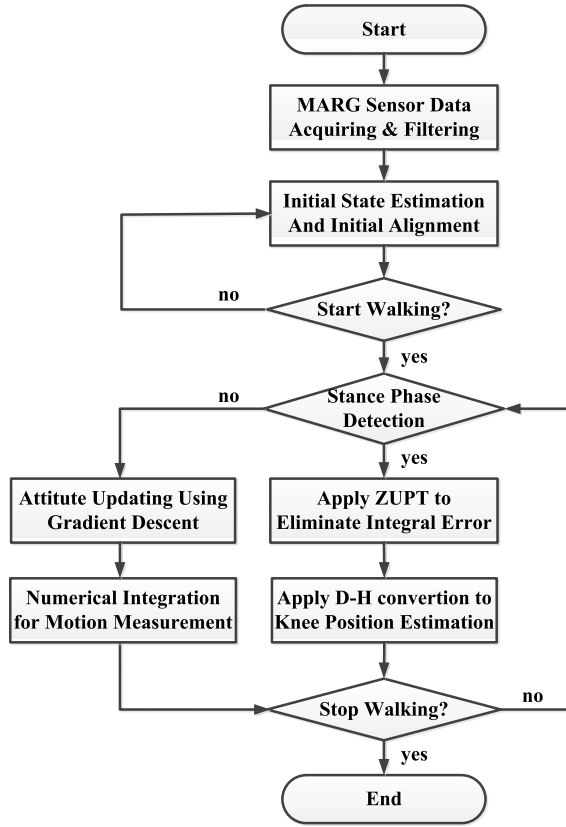 Start
MARG Sensor Data
Acquiring & Filtering
Initial State Estimation
And Initial Alignment
no
Start Walking?
yes
no
Stance Phase
Detection
yes
Attitute Updating Using
Gradient Descent
Apply ZUPT to
Eliminate Integral Error
Numerical Integration
for Motion Measurement
Apply D-H convertion to
Knee Position Estimation
Stop Walking?
no
yes
End